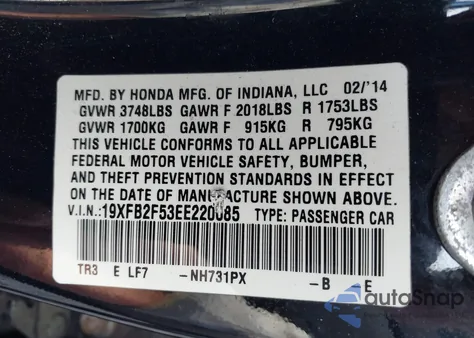 MFD. BY HONDA MFG. OF INDIANA, LLC 02/'14
GVWR 3748LBS GAWR F 2018LBS R 1753LBS
GVWR 1700KG GAWR F 915KG R 795KG
THIS VEHICLE CONFORMS TO ALL APPLICABLE
FEDERAL MOTOR VEHICLE SAFETY, BUMPER,
AND THEFT PREVENTION STANDARDS IN EFFECT
ON THE DATE OF MANUFACTURE SHOWN ABOVE.
V.I.N.:19XFB2F53EE220085 TYPE: PASSENGER CAR
TR3 E LF7 -NH731PX -B E
autoSnap